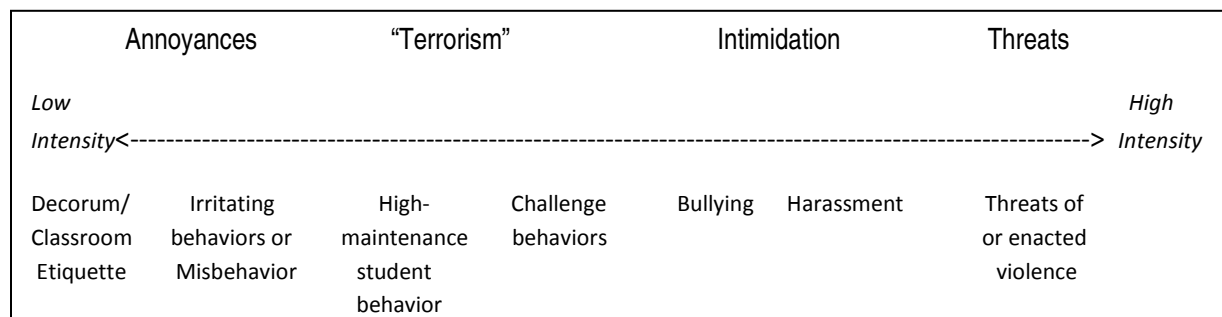 Annoyances “Terrorism” Intimidation Threats
Low High
Intensity<------------------------------------------------------------------------------------------------------------> Intensity
Decorum/ Irritating High- Challenge Bullying Harassment Threats of
Classroom behaviors or maintenance behaviors or enacted
Etiquette Misbehavior student violence
behavior